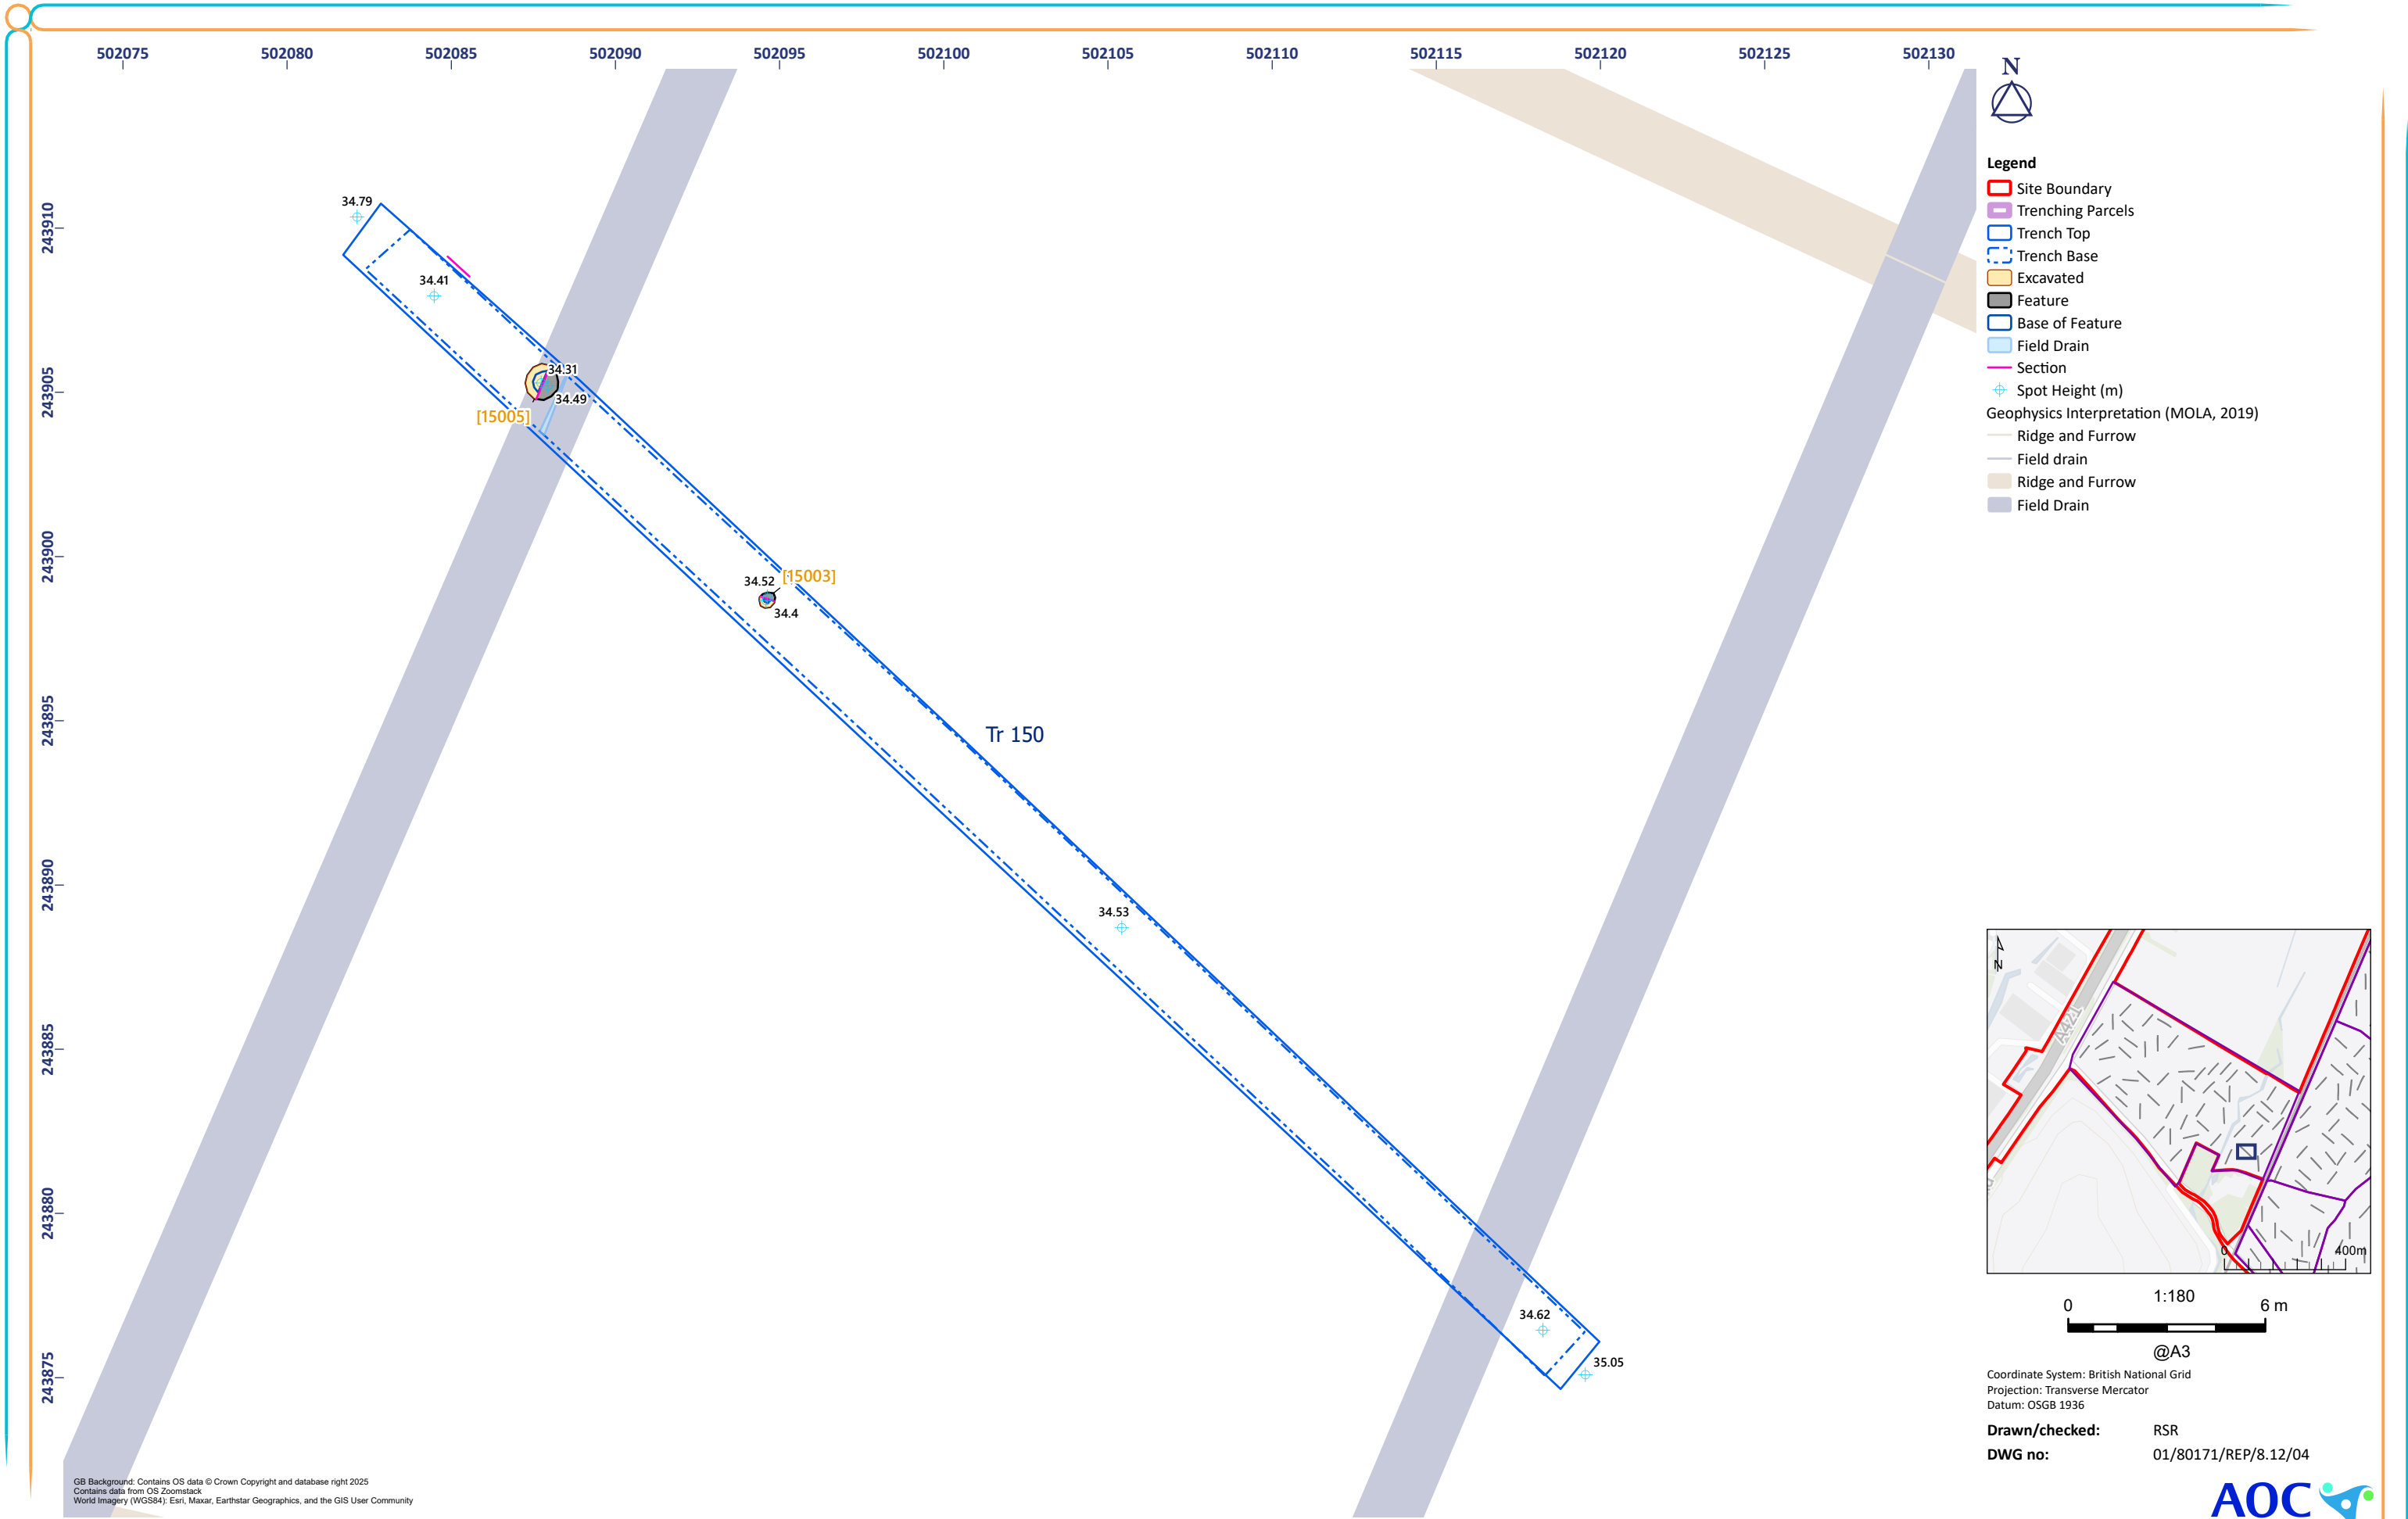 502075 502080 502085 502090 502095 502100 502105 502110 502115 502120 502125 502130
N
243910
243905
243900
243895
243890
243885
243880
243875
34.79
34.41
34.31
34.49
[15005]
34.52
[15003]
34.4
Tr 150
34.53
34.62
35.05
Legend
Site Boundary
Trenching Parcels
Trench Top
Trench Base
Excavated
Feature
Base of Feature
Field Drain
Section
Spot Height (m)
Geophysics Interpretation (MOLA, 2019)
Ridge and Furrow
Field drain
Ridge and Furrow
Field Drain
N
A421
0 400m
1:180
0 6 m
@A3
Coordinate System: British National Grid
Projection: Transverse Mercator
Datum: OSGB 1936
Drawn/checked: RSR
DWG no: 01/80171/REP/8.12/04
AOC
GB Background: Contains OS data © Crown Copyright and database right 2025
Contains data from OS Zoomstack
World Imagery (WGS84): Esri, Maxar, Earthstar Geographics, and the GIS User Community